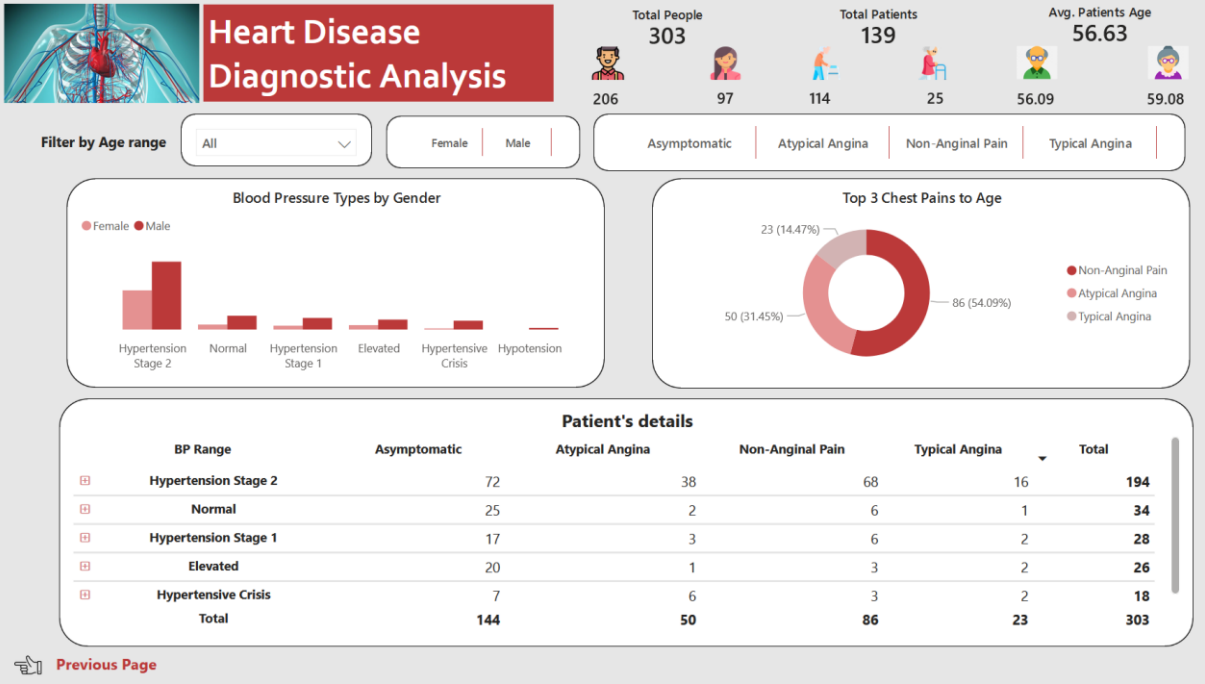 Heart Disease
Diagnostic Analysis
Total People
303
206
97
Total Patients
139
114
25
Avg. Patients Age
56.63
56.09
59.08
Filter by Age range
All
Female
Male
Asymptomatic
Atypical Angina
Non-Anginal Pain
Typical Angina
Blood Pressure Types by Gender
Female Male
Hypertension
Stage 2
Normal
Hypertension
Stage 1
Elevated
Hypertensive
Crisis
Hypotension
Top 3 Chest Pains to Age
23 (14.47%)
50 (31.45%)
86 (54.09%)
Non-Anginal Pain
Atypical Angina
Typical Angina
Patient's details
BP Range Asymptomatic Atypical Angina Non-Anginal Pain Typical Angina Total
Hypertension Stage 2 72 38 68 16 194
Normal 25 2 6 1 34
Hypertension Stage 1 17 3 6 2 28
Elevated 20 1 3 2 26
Hypertensive Crisis 7 6 3 2 18
Total 144 50 86 23 303
Previous Page